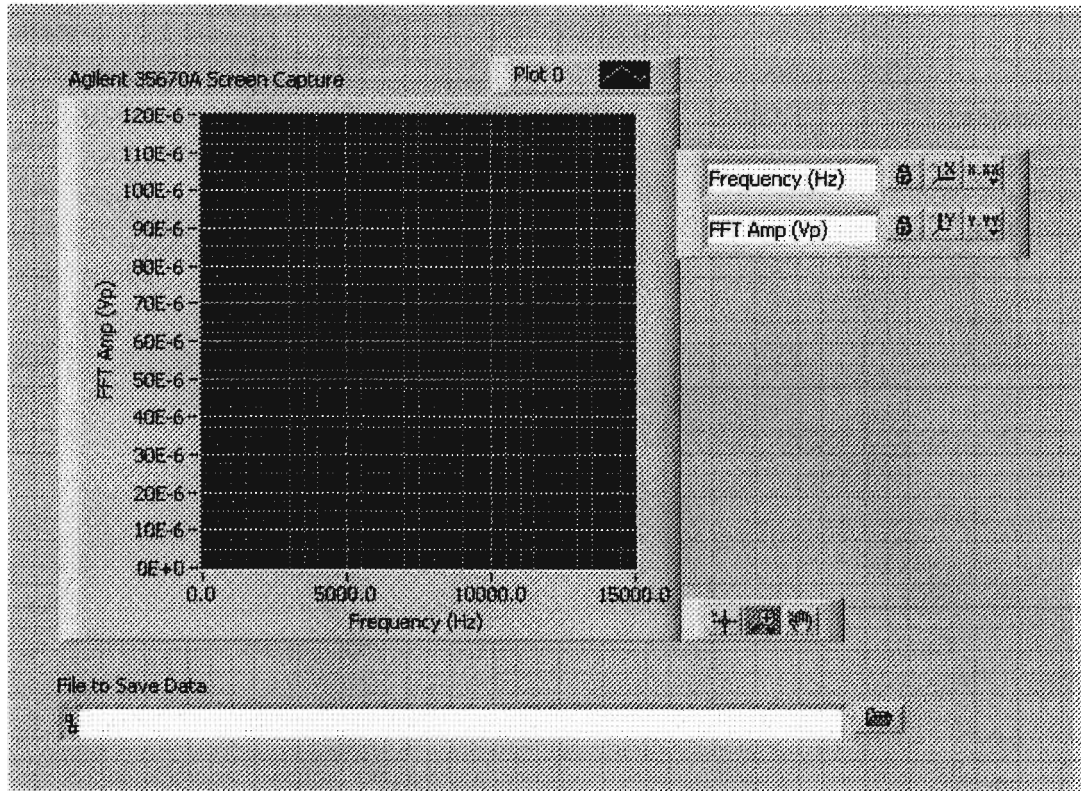 Agilent 35670A Screen Capture
Plot 0
120E-6
110E-6
100E-6
90E-6
80E-6
70E-6
60E-6
50E-6
40E-6
30E-6
20E-6
10E-6
0E+0
FFT Amp (Vp)
0.0 5000.0 10000.0 15000.0
Frequency (Hz)
Frequency (Hz)
FFT Amp (Vp)
File to Save Data